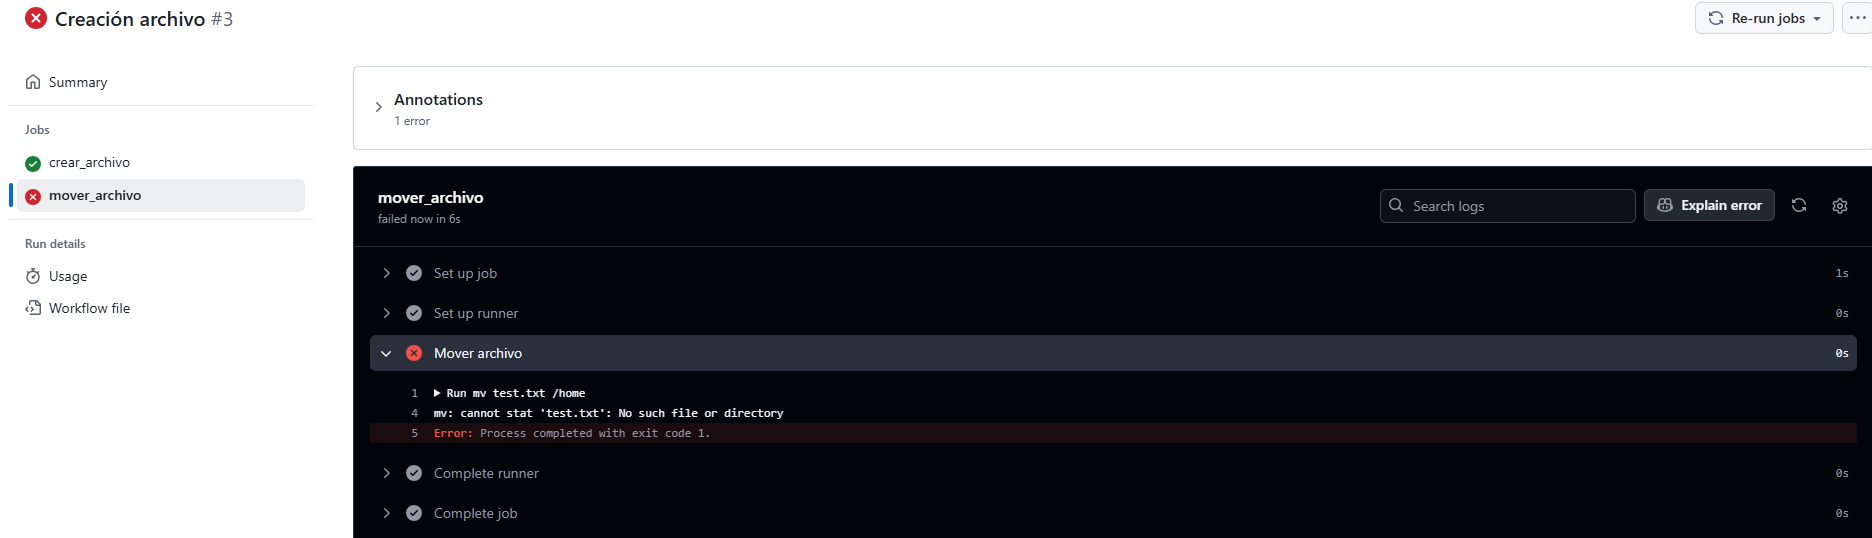 Creación archivo #3
Re-run jobs
Summary
Jobs
crear_archivo
mover_archivo
Run details
Usage
Workflow file
Annotations
1 error
mover_archivo
failed now in 6s
Search logs
Explain error
Set up job 1s
Set up runner 0s
Mover archivo 0s
1 Run mv test.txt /home
4 mv: cannot stat 'test.txt': No such file or directory
5 Error: Process completed with exit code 1.
Complete runner 0s
Complete job 0s